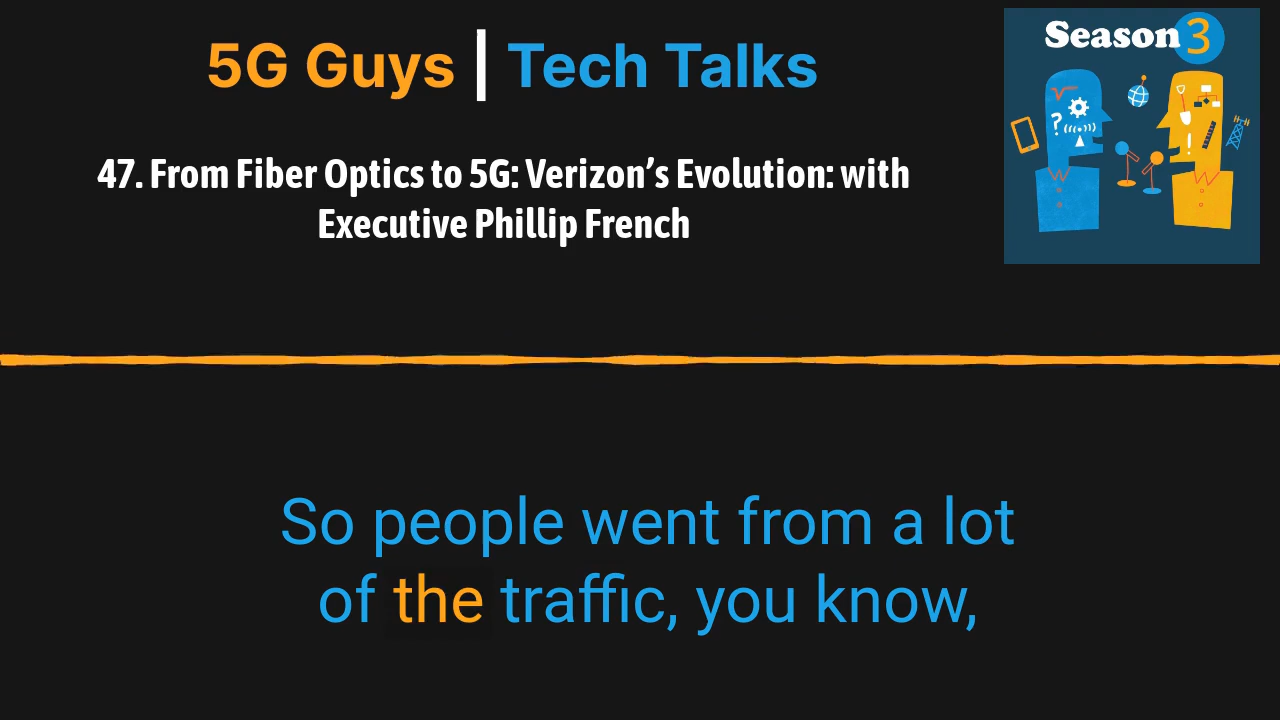 5G Guys | Tech Talks
Season 3
47. From Fiber Optics to 5G: Verizon’s Evolution: with
Executive Phillip French
?
So people went from a lot
of the traffic, you know,